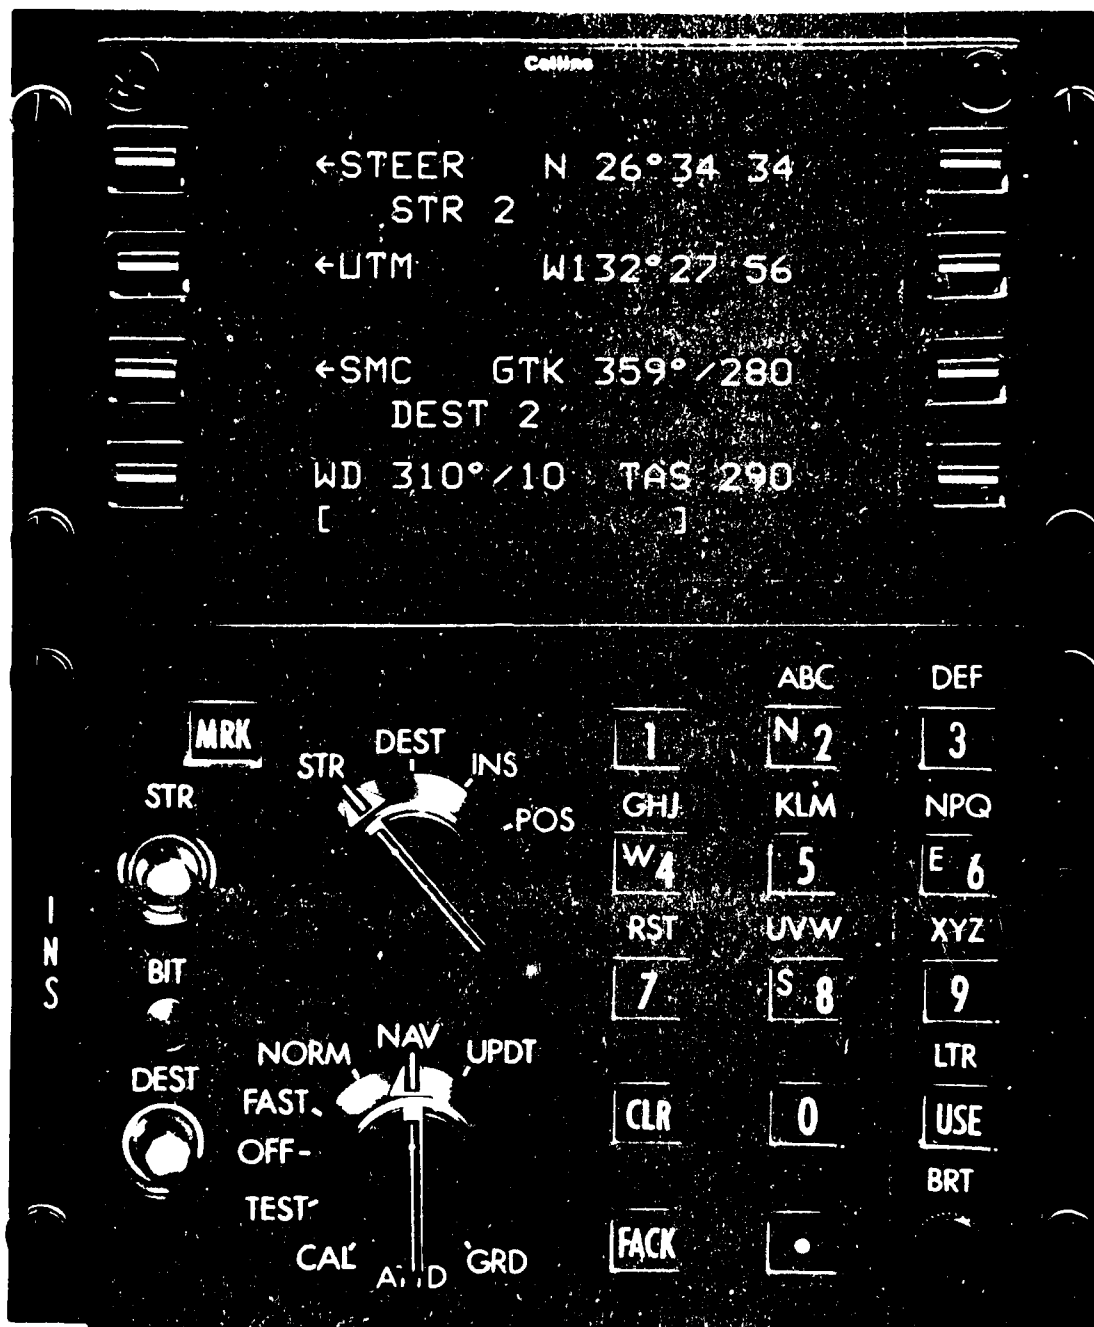 Collins
←STEER N 26°34 34
STR 2
←UTM W132°27 56
←SMC GTK 359°/280
DEST 2
WD 310°/10 TAS 290
[ ]
MRK
STR DEST INS POS
STR
BIT
DEST
INS
NORM NAV UPDT
FAST
OFF
TEST
CAL GRD
ABC DEF
1 N 2 3
GHJ KLM NPQ
W 4 5 E 6
RST UVW XYZ
7 S 8 9
LTR
CLR 0 USE
BRT
FACK •